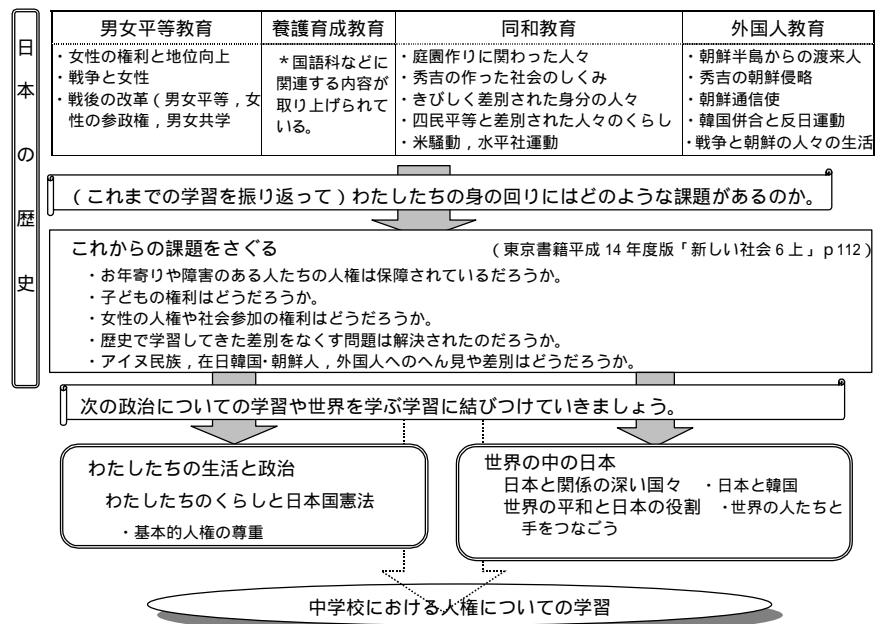 日本の歴史
男女平等教育
・女性の権利と地位向上
・戦争と女性
・戦後の改革(男女平等,女
性の参政権,男女共学
養護育成教育
＊国語科などに
関連する内容が
取り上げられて
いる。
同和教育
・庭園作りに関わった人々
・秀吉の作った社会のしくみ
・きびしく差別された身分の人々
・四民平等と差別された人々のくらし
・米騒動,水平社運動
外国人教育
・朝鮮半島からの渡来人
・秀吉の朝鮮侵略
・朝鮮通信使
・韓国併合と反日運動
・戦争と朝鮮の人々の生活
(これまでの学習を振り返って)わたしたちの身の回りにはどのような課題があるのか。
これからの課題をさぐる (東京書籍平成14年度版「新しい社会6上」p112)
・お年寄りや障害のある人たちの人権は保障されているだろうか。
・子どもの権利はどうだろうか。
・女性の人権や社会参加の権利はどうだろうか。
・歴史で学習してきた差別をなくす問題は解決されたのだろうか。
・アイヌ民族,在日韓国・朝鮮人,外国人へのへん見や差別はどうだろうか。
次の政治についての学習や世界を学ぶ学習に結びつけていきましょう。
わたしたちの生活と政治
わたしたちのくらしと日本国憲法
・基本的人権の尊重
世界の中の日本
日本と関係の深い国々 ・日本と韓国
世界の平和と日本の役割 ・世界の人たちと
手をつなごう
中学校における人権についての学習